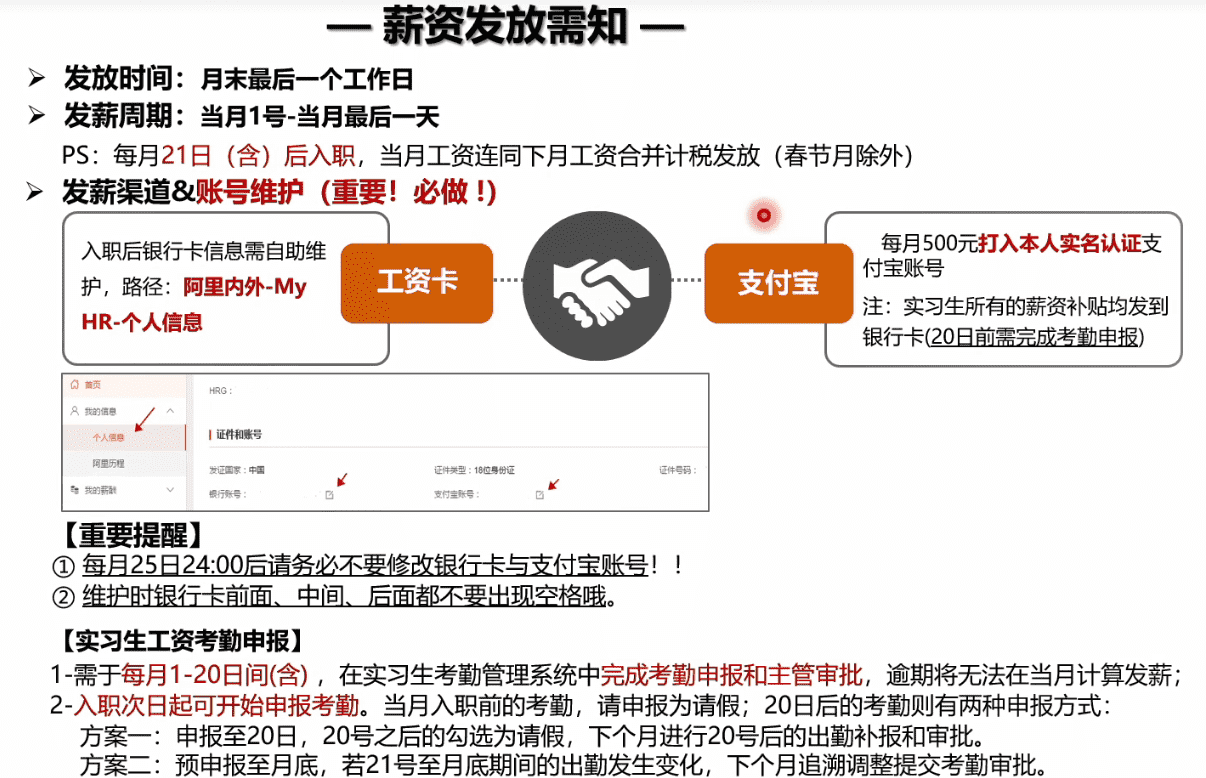 — 薪资发放需知 —
➢ 发放时间：月末最后一个工作日
➢ 发薪周期：当月1号-当月最后一天
PS：每月21日（含）后入职，当月工资连同下月工资合并计税发放（春节月除外）
➢ 发薪渠道&账号维护（重要！必做！)
入职后银行卡信息需自助维
护，路径：阿里内外-My
HR-个人信息
工资卡
支付宝
每月500元打入本人实名认证支
付宝账号
注：实习生所有的薪资补贴均发到
银行卡(20日前需完成考勤申报)
首页
我的信息
个人信息
阿里历程
我的薪酬
HRG：
证件和账号
发证国家：中国
证件类型：18位身份证
证件号码：
银行账号：
支付宝账号：
【重要提醒】
① 每月25日24:00后请务必不要修改银行卡与支付宝账号！！
② 维护时银行卡前面、中间、后面都不要出现空格哦。
【实习生工资考勤申报】
1-需于每月1-20日间(含)，在实习生考勤管理系统中完成考勤申报和主管审批，逾期将无法在当月计算发薪；
2-入职次日起可开始申报考勤。当月入职前的考勤，请申报为请假；20日后的考勤则有两种申报方式：
方案一：申报至20日，20号之后的勾选为请假，下个月进行20号后的出勤补报和审批。
方案二：预申报至月底，若21号至月底期间的出勤发生变化，下个月追溯调整提交考勤审批。